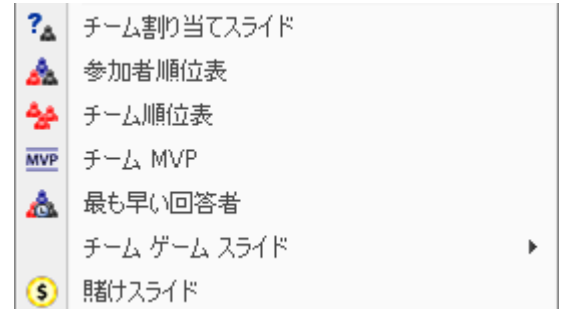 チーム割り当てスライド
参加者順位表
チーム順位表
MVP チーム MVP
最も早い回答者
チーム ゲーム スライド
賭けスライド